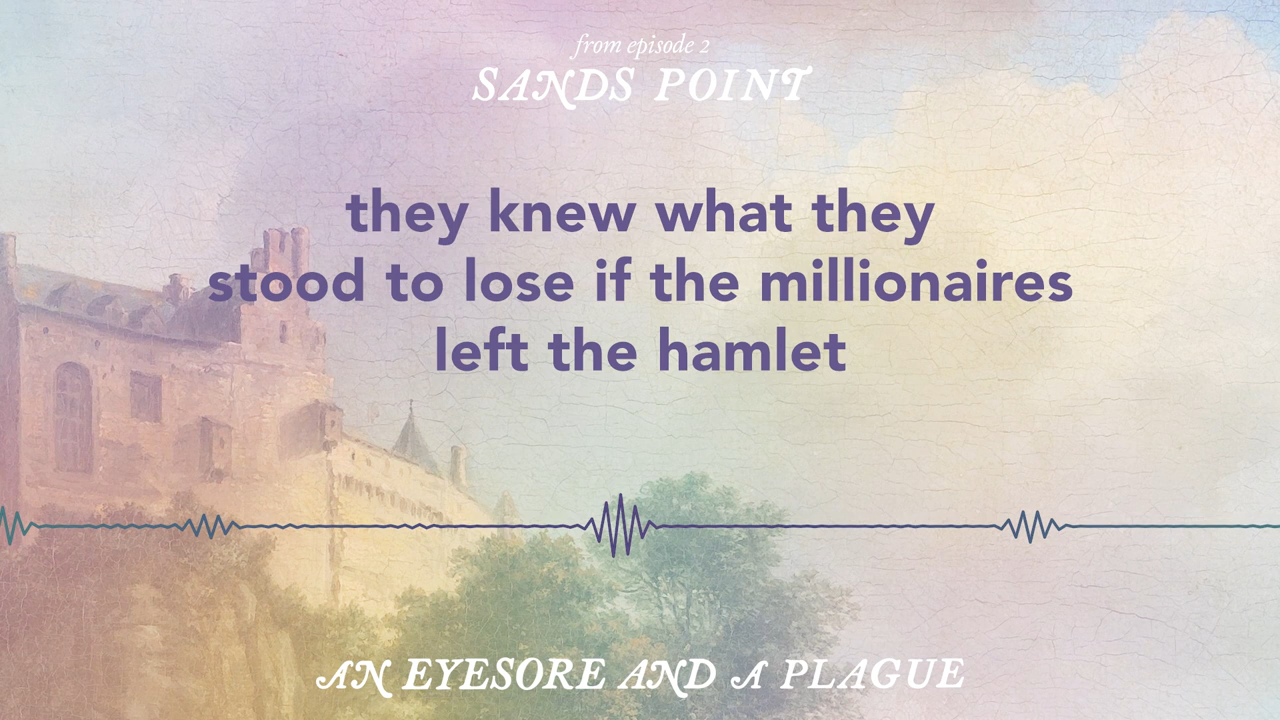 from episode 2
SANDS POINT
they knew what they
stood to lose if the millionaires
left the hamlet
AN EYESORE AND A PLAGUE